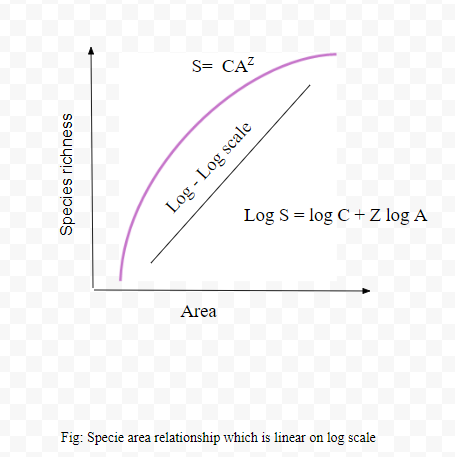 S= CA^Z
Species richness
Log - Log scale
Log S = log C + Z log A
Area
Fig: Specie area relationship which is linear on log scale